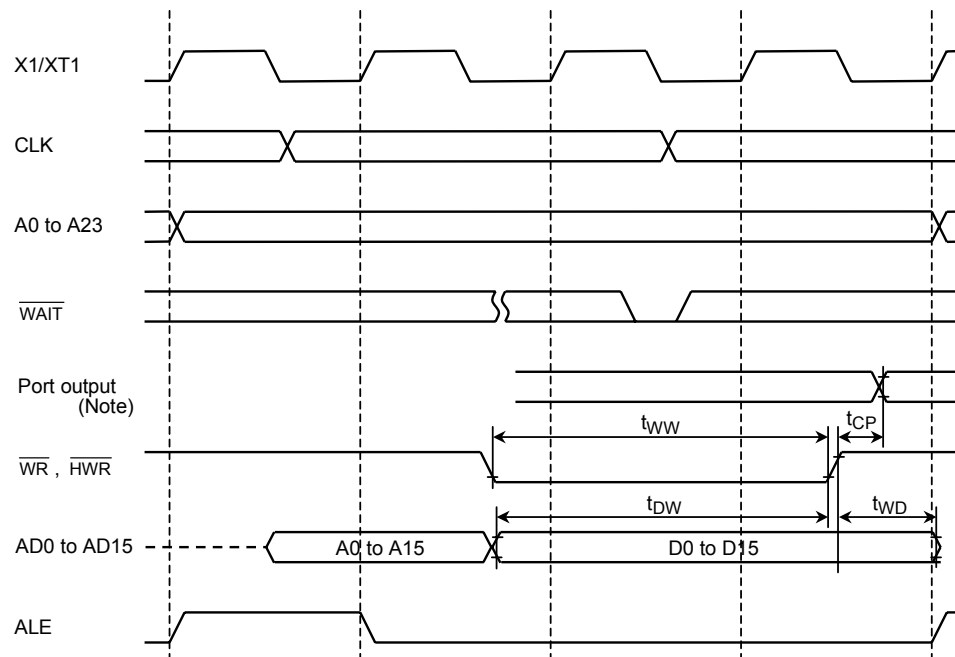 X1/XT1
CLK
A0 to A23
WAIT
Port output
(Note)
tWW
tCP
WR , HWR
tDW
tWD
AD0 to AD15
A0 to A15
D0 to D15
ALE